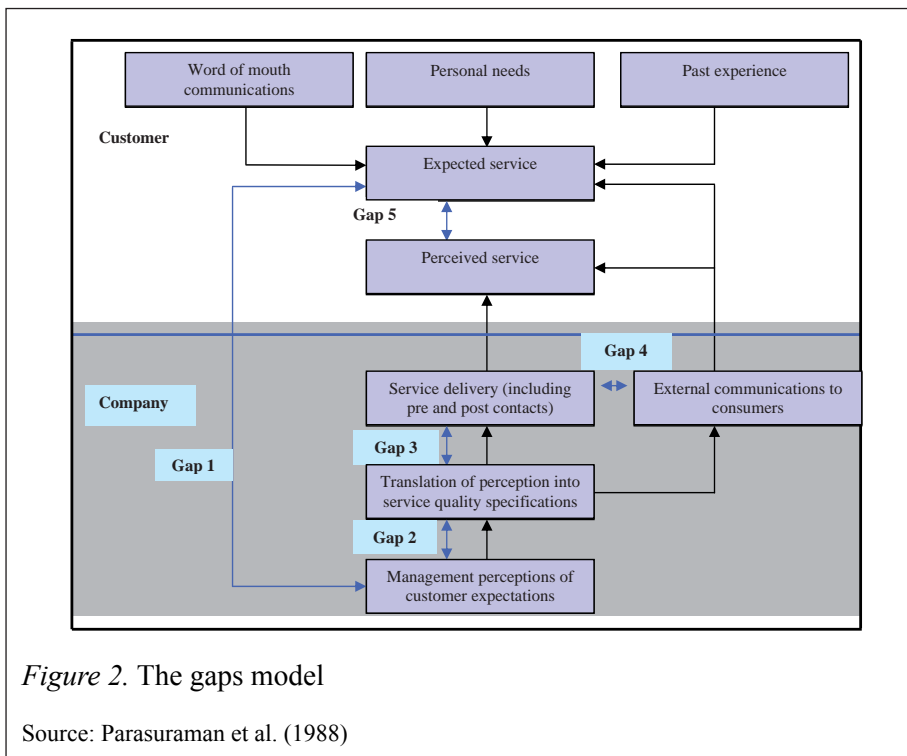 Word of mouth
communications
Personal needs
Past experience
Customer
Expected service
Gap 5
Perceived service
Gap 4
Service delivery (including
pre and post contacts)
External communications to
consumers
Company
Gap 3
Gap 1
Translation of perception into
service quality specifications
Gap 2
Management perceptions of
customer expectations
Figure 2. The gaps model
Source: Parasuraman et al. (1988)